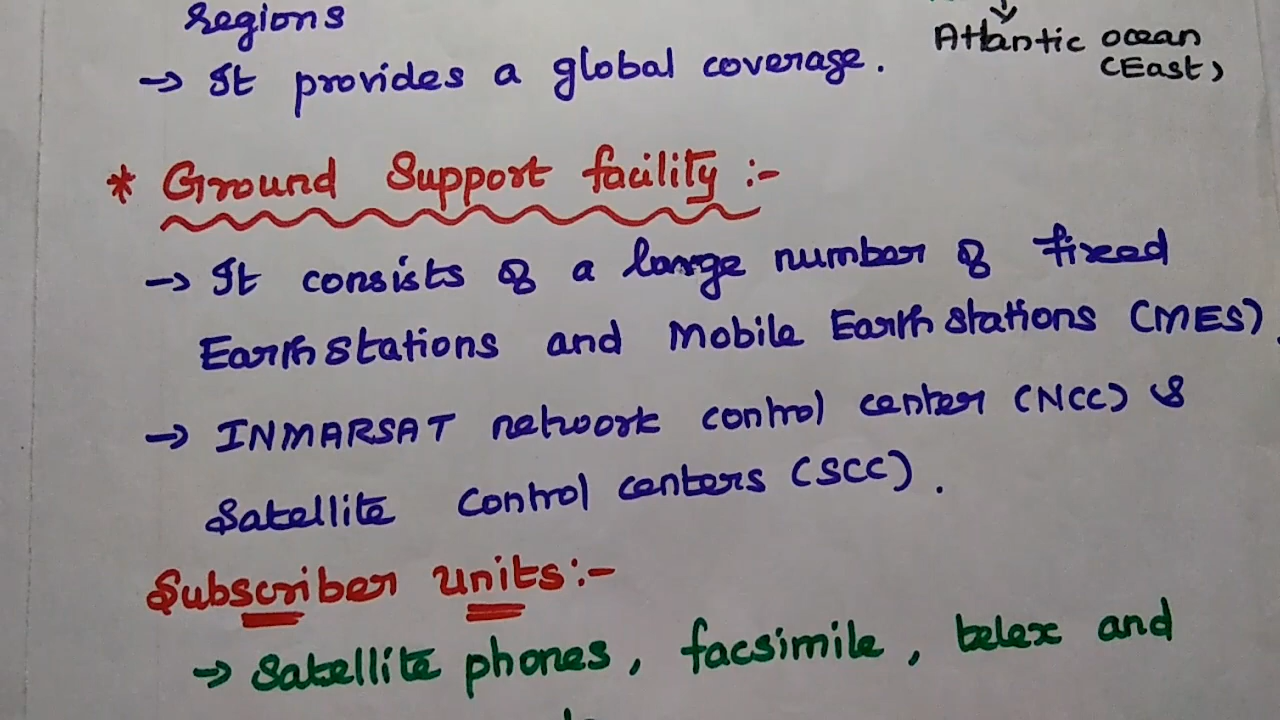 regions
Atlantic ocean
(East)
→ It provides a global coverage.
* Ground Support facility :-
→ It consists of a large number of fixed
Earth stations and Mobile Earth stations (MES).
→ INMARSAT network control center (NCC) &
Satellite Control centers (SCC).
Subscriber units:-
→ Satellite phones, facsimile, telex and